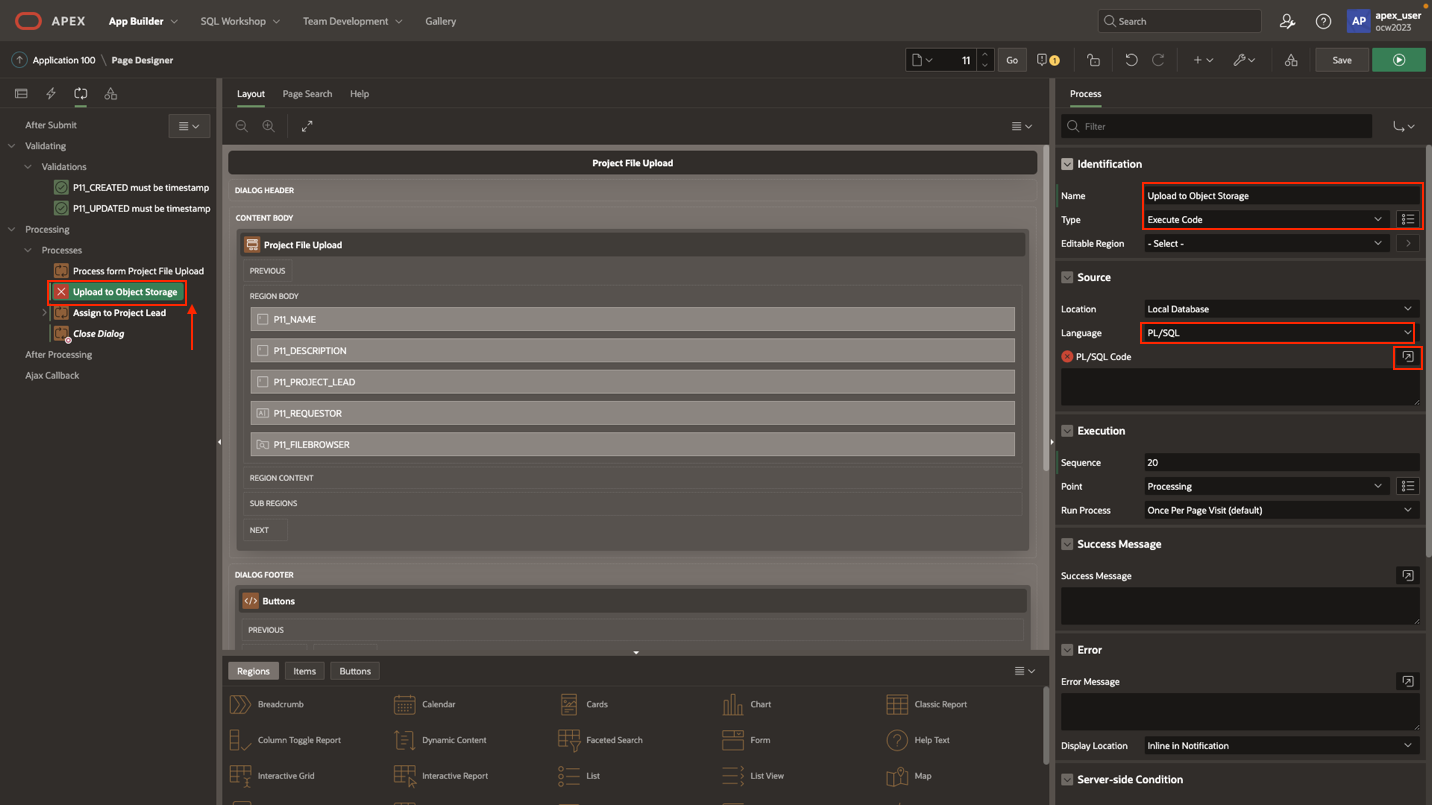 APEX
App Builder
SQL Workshop
Team Development
Gallery
Search
AP
apex_user
ocw2023
Application 100 \ Page Designer
11
Go
1
Save
After Submit
Validating
Validations
P11_CREATED must be timestamp
P11_UPDATED must be timestamp
Processing
Processes
Process form Project File Upload
Upload to Object Storage
Assign to Project Lead
Close Dialog
After Processing
Ajax Callback
Layout
Page Search
Help
Project File Upload
DIALOG HEADER
CONTENT BODY
Project File Upload
PREVIOUS
REGION BODY
P11_NAME
P11_DESCRIPTION
P11_PROJECT_LEAD
P11_REQUESTOR
P11_FILEBROWSER
REGION CONTENT
SUB REGIONS
NEXT
DIALOG FOOTER
Buttons
PREVIOUS
Regions
Items
Buttons
Breadcrumb
Calendar
Cards
Chart
Classic Report
Column Toggle Report
Dynamic Content
Faceted Search
Form
Help Text
Interactive Grid
Interactive Report
List
List View
Map
Process
Filter
Identification
Name
Upload to Object Storage
Type
Execute Code
Editable Region
- Select -
Source
Location
Local Database
Language
PL/SQL
PL/SQL Code
Execution
Sequence
20
Point
Processing
Run Process
Once Per Page Visit (default)
Success Message
Success Message
Error
Error Message
Display Location
Inline in Notification
Server-side Condition